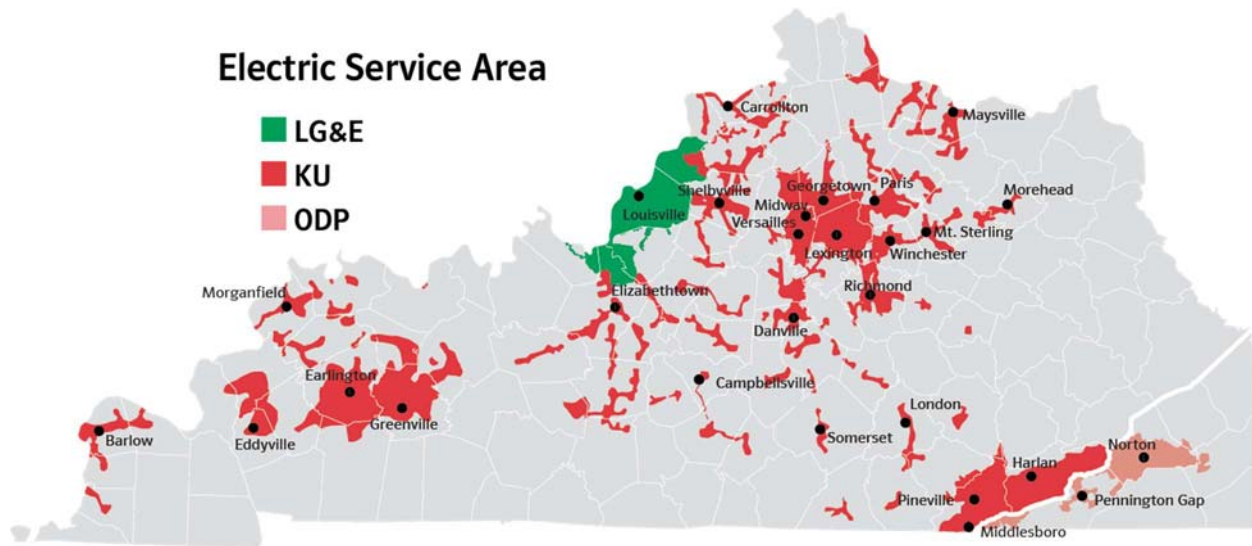 Electric Service Area
LG&E
KU
ODP
Carrollton
Maysville
Shelbyville
Georgetown
Paris
Morehead
Louisville
Midway
Versailles
Mt. Sterling
Lexington
Winchester
Morganfield
Elizabethtown
Richmond
Danville
Earlington
Campbellsville
Greenville
London
Barlow
Eddyville
Somerset
Norton
Harlan
Pineville
Pennington Gap
Middlesboro